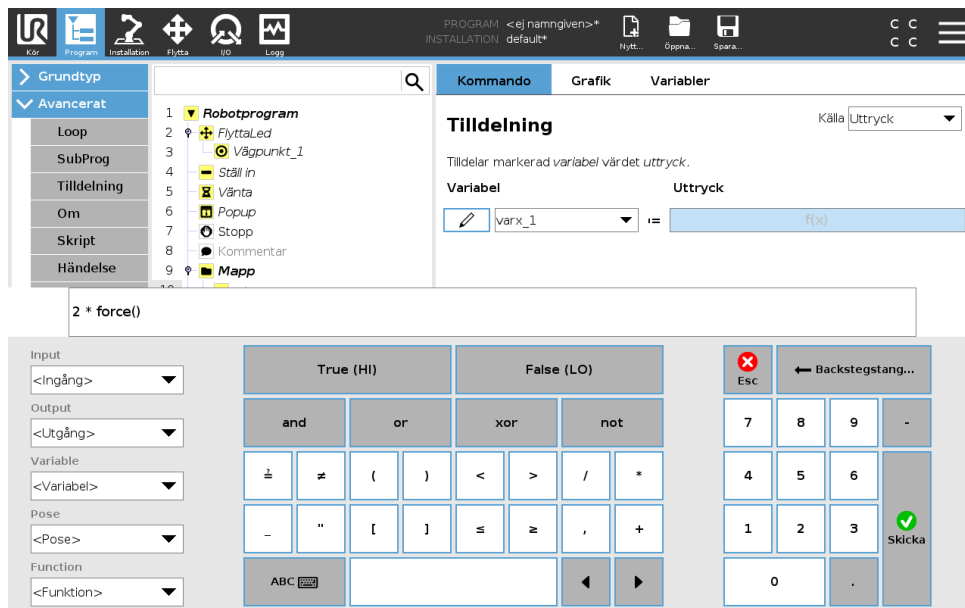 PROGRAM <ej namngiven>*
INSTALLATION default*
Kör Program Installation Flytta I/O Logg Nytt... Öppna... Spara...
C C
C C
Grundtyp
Avancerat
Loop
SubProg
Tilldelning
Om
Skript
Händelse
1 Robotprogram
2 FlyttaLed
3 Vägpunkt_1
4 Ställ in
5 Vänta
6 Popup
7 Stopp
8 Kommentar
9 Mapp
Kommando Grafik Variabler
Tilldelning
Källa Uttryck
Tilldelar markerad variabel värdet uttryck.
Variabel Uttryck
varx_1 := f(x)
2 * force()
Input
<Ingång>
Output
<Utgång>
Variable
<Variabel>
Pose
<Pose>
Function
<Funktion>
True (HI) False (LO)
and or xor not
≟ ≠ ( ) < > / *
_ " [ ] ≤ ≥ , +
ABC
Esc Backstegstang...
7 8 9 -
4 5 6
1 2 3 Skicka
0 .